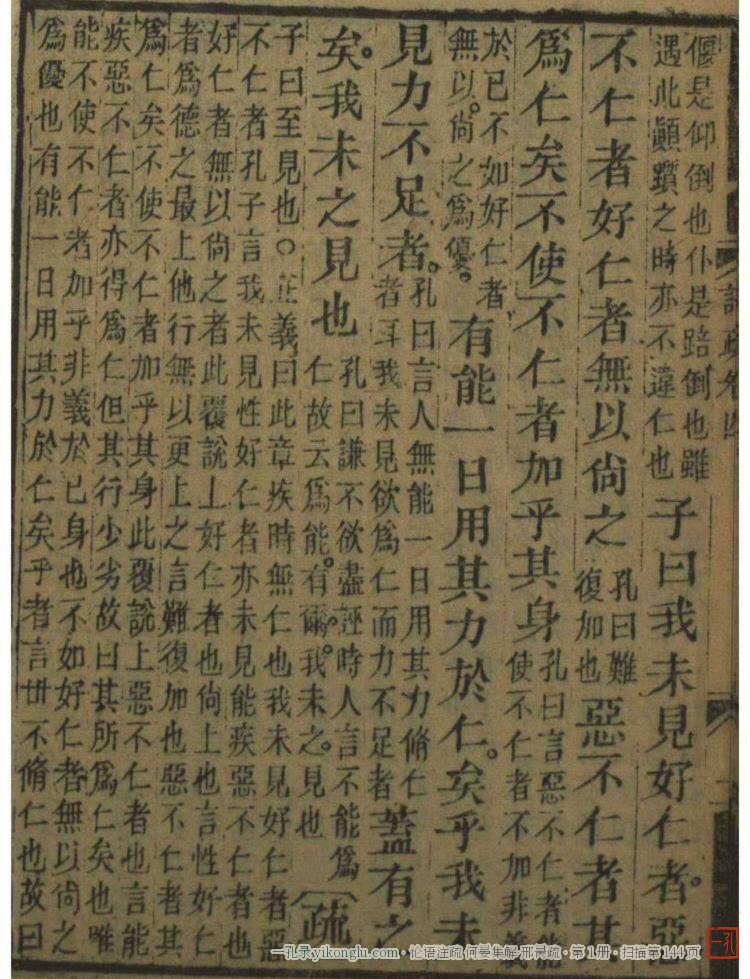 偃是仰倒也仆是踣倒也雖
遇此顚躓之時亦不違仁也
子曰我未見好仁者惡
不仁者好仁者無以尙之
孔曰難
復加也
惡不仁者其
爲仁矣不使不仁者加乎其身
孔曰言惡不仁者能
使不仁者不加非義
於己不如好仁者
無以尙之爲優
有能一日用其力於仁矣乎我未
見力不足者
孔曰言人無能一日用其力脩仁
者耳我未見欲爲仁而力不足者
蓋有之
矣我未之見也
孔曰謙不欲盡誣時人言不能爲
仁故云爲能有爾我未之見也
疏
子曰至見也○正義曰此章疾時無仁也我未見好仁者惡
不仁者孔子言我未見性好仁者亦未見能疾惡不仁者也
好仁者無以尙之者此覆說上好仁者也尙上也言性好仁
者爲德之最上他行無以更上之言難復加也惡不仁者其
爲仁矣不使不仁者加乎其身此覆說上惡不仁者也言能
疾惡不仁者亦得爲仁但其行少劣故曰其所爲仁矣也唯
能不使不仁者加乎非義於己身也不如好仁者無以尙之
爲優也有能一日用其力於仁矣乎者言丗不脩仁也故曰
一孔录yikonglu.com · 论语注疏 何晏集解 邢昺疏 · 第1册 · 扫描第144页
一孔